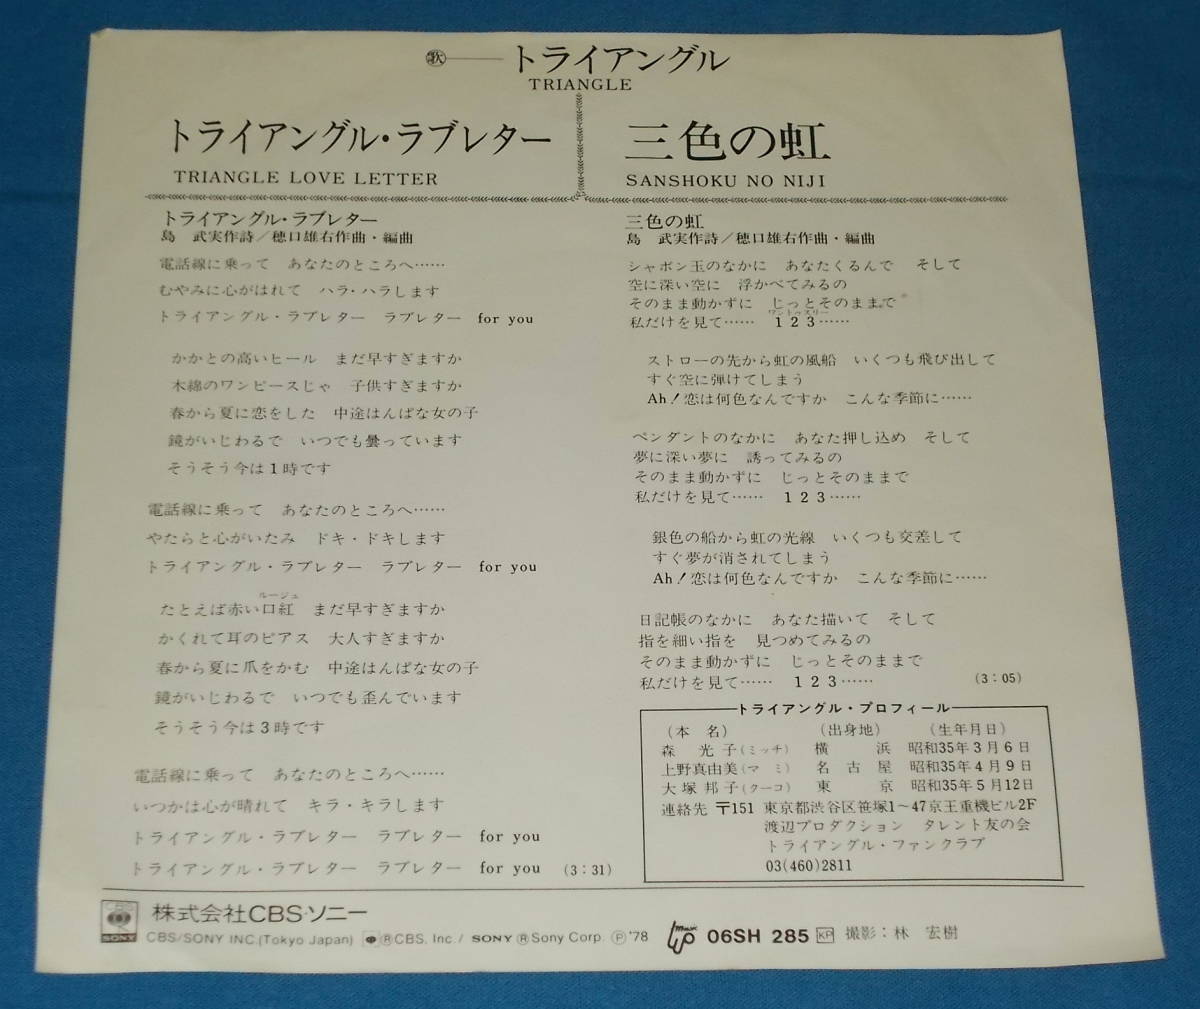 歌 トライアングル
TRIANGLE
トライアングル・ラブレター
TRIANGLE LOVE LETTER
三色の虹
SANSHOKU NO NIJI
トライアングル・ラブレター
島 武実作詩/穂口雄右作曲・編曲
電話線に乗って あなたのところへ……
むやみに心がはれて ハラ・ハラします
トライアングル・ラブレター ラブレター for you
かかとの高いヒール まだ早すぎますか
木綿のワンピースじゃ 子供すぎますか
春から夏に恋をした 中途はんぱな女の子
鏡がいじわるで いつでも曇っています
そうそう今は1時です
電話線に乗って あなたのところへ……
やたらと心がいたみ ドキ・ドキします
トライアングル・ラブレター ラブレター for you
ルージュ
たとえば赤い口紅 まだ早すぎますか
かくれて耳のピアス 大人すぎますか
春から夏に爪をかむ 中途はんぱな女の子
鏡がいじわるで いつでも歪んでいます
そうそう今は3時です
電話線に乗って あなたのところへ……
いつかは心が晴れて キラ・キラします
トライアングル・ラブレター ラブレター for you
トライアングル・ラブレター ラブレター for you (3:31)
三色の虹
島 武実作詩/穂口雄右作曲・編曲
シャボン玉のなかに あなたくるんで そして
空に深い空に 浮かべてみるの
そのまま動かずに じっとそのままで
ワントゥスリー
私だけを見て…… 1 2 3……
ストローの先から虹の風船 いくつも飛び出して
すぐ空に弾けてしまう
Ah! 恋は何色なんですか こんな季節に……
ペンダントのなかに あなた押し込め そして
夢に深い夢に 誘ってみるの
そのまま動かずに じっとそのままで
私だけを見て…… 1 2 3……
銀色の船から虹の光線 いくつも交差して
すぐ夢が消されてしまう
Ah! 恋は何色なんですか こんな季節に……
日記帳のなかに あなた描いて そして
指を細い指を 見つめてみるの
そのまま動かずに じっとそのままで
私だけを見て…… 1 2 3…… (3:05)
トライアングル・プロフィール
(本 名) (出身地) (生年月日)
森 光子(ミッチ) 横 浜 昭和35年3月6日
上野真由美(マ ミ) 名古屋 昭和35年4月9日
大塚邦子(クーコ) 東 京 昭和35年5月12日
連絡先 〒151 東京都渋谷区笹塚1〜47京王重機ビル2F
渡辺プロダクション タレント友の会
トライアングル・ファンクラブ
03(460)2811
CBS SONY 株式会社CBS・ソニー
CBS/SONY INC.(Tokyo Japan) ®CBS. Inc./ SONY ®Sony Corp. ℗'78
music up 06SH 285 KP 撮影:林 宏樹